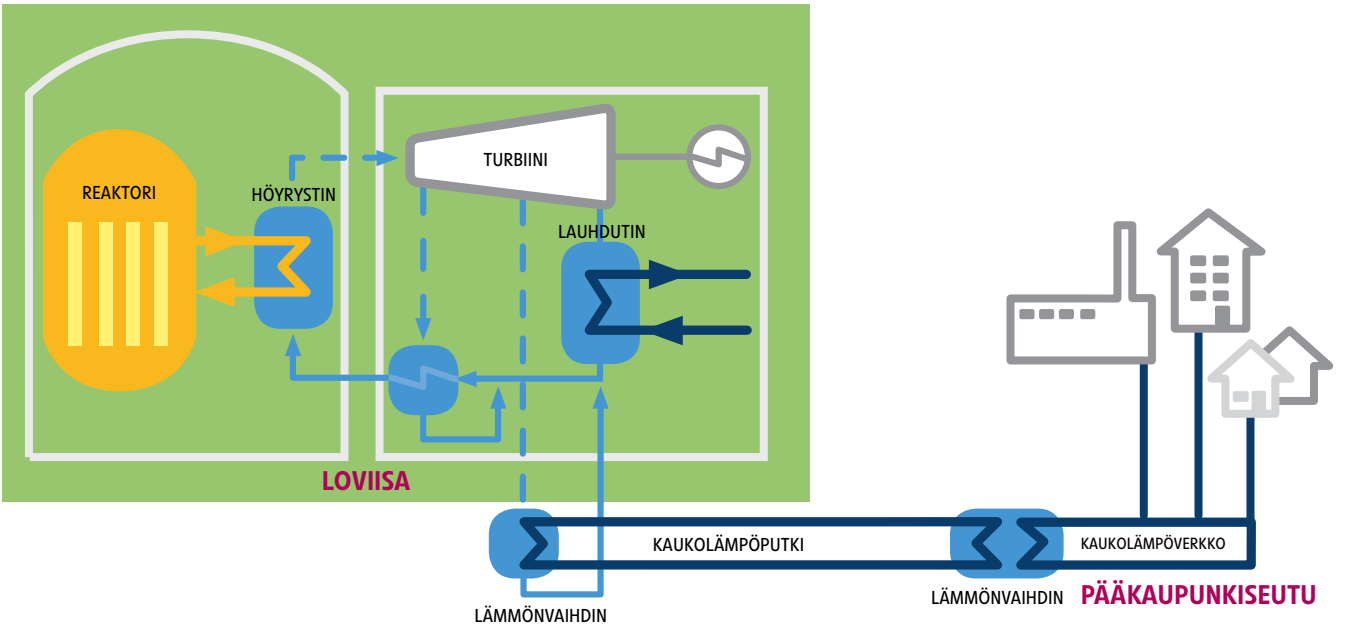 TURBIINI
REAKTORI
HÖYRYSTIN
LAUHDUTIN
LOVIISA
KAUKOLÄMPÖPUTKI
KAUKOLÄMPÖVERKKO
LÄMMÖNVAIHDIN
LÄMMÖNVAIHDIN
PÄÄKAUPUNKISEUTU